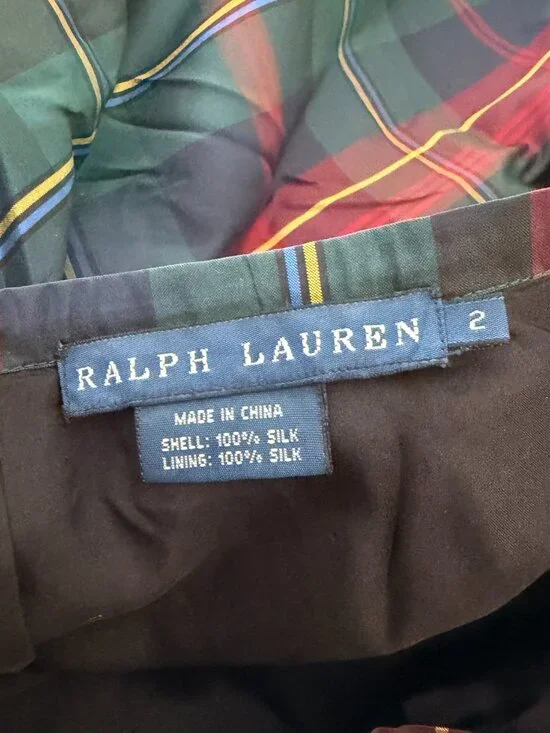 RALPH LAUREN
2
MADE IN CHINA
SHELL: 100% SILK
LINING: 100% SILK